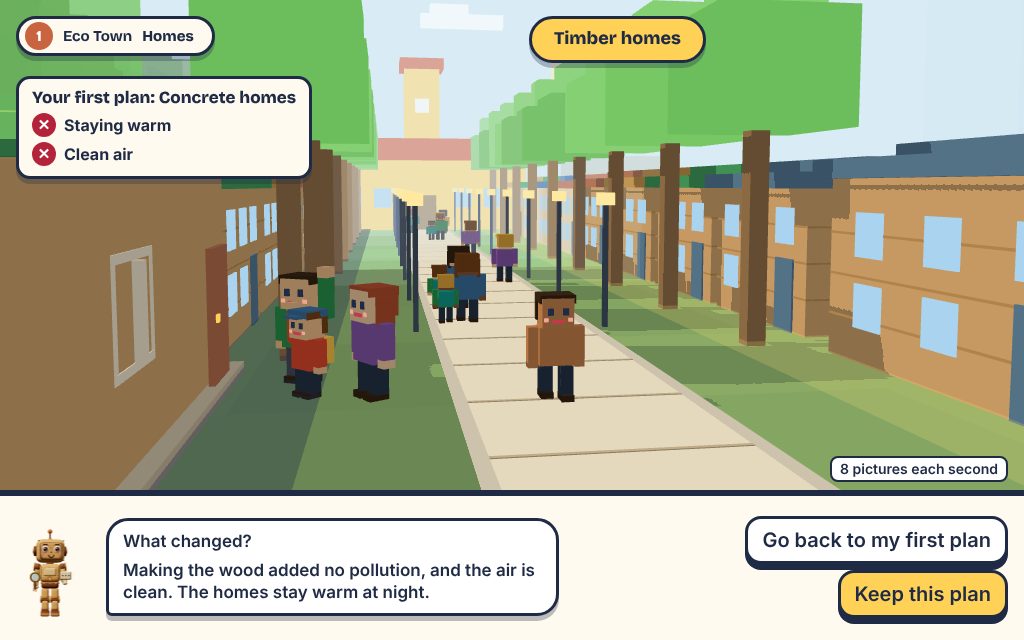 1 Eco Town Homes
Timber homes
Your first plan: Concrete homes
Staying warm
Clean air
8 pictures each second
What changed?
Making the wood added no pollution, and the air is
clean. The homes stay warm at night.
Go back to my first plan
Keep this plan